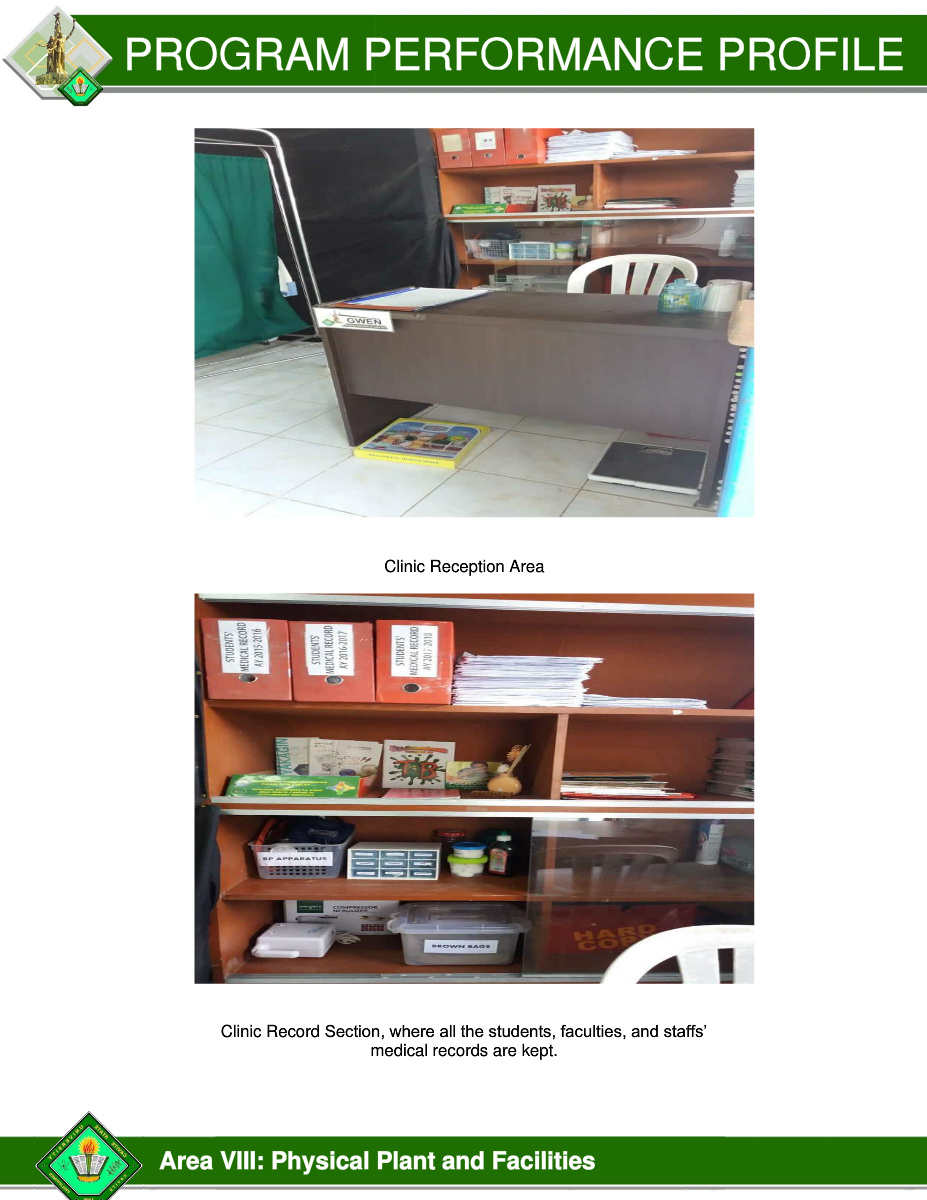 PROGRAM PERFORMANCE PROFILE
GWEN
Clinic Reception Area
STUDENTS'
MEDICAL RECORD
AY 2015-2016
STUDENTS'
MEDICAL RECORD
AY 2016-2017
STUDENTS'
MEDICAL RECORD
AY 2017-2018
TB
BP APPARATUS
COMPRESSOR
NEBULIZER
BROWN BAGS
HARD
Clinic Record Section, where all the students, faculties, and staffs’
medical records are kept.
Area VIII: Physical Plant and Facilities